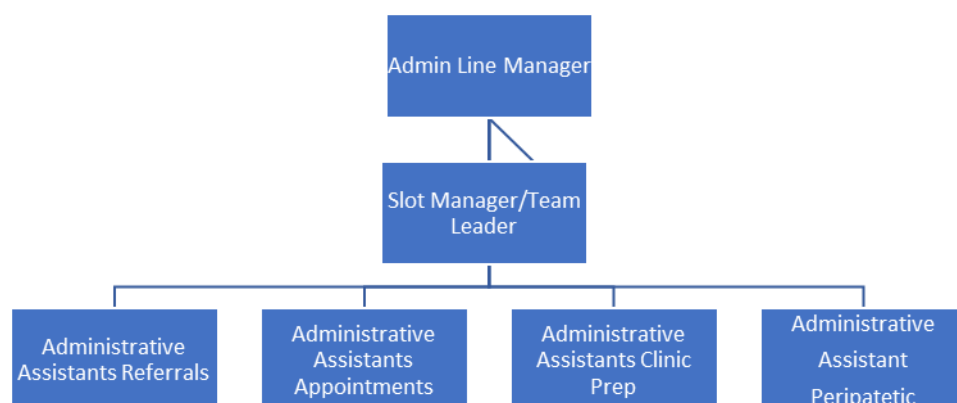 Admin Line Manager
Slot Manager/Team
Leader
Administrative
Assistants Referrals
Administrative
Assistants
Appointments
Administrative
Assistants Clinic
Prep
Administrative
Assistant
Peripatetic